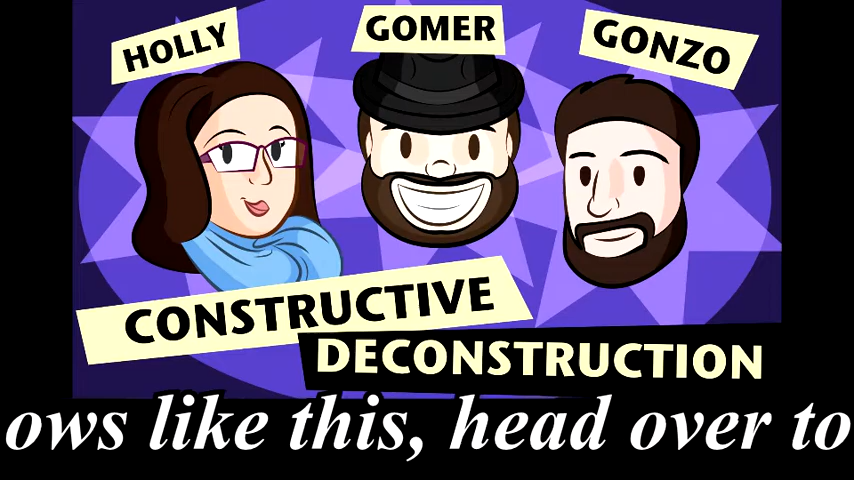 HOLLY
GOMER
GONZO
CONSTRUCTIVE
DECONSTRUCTION
ows like this, head over to